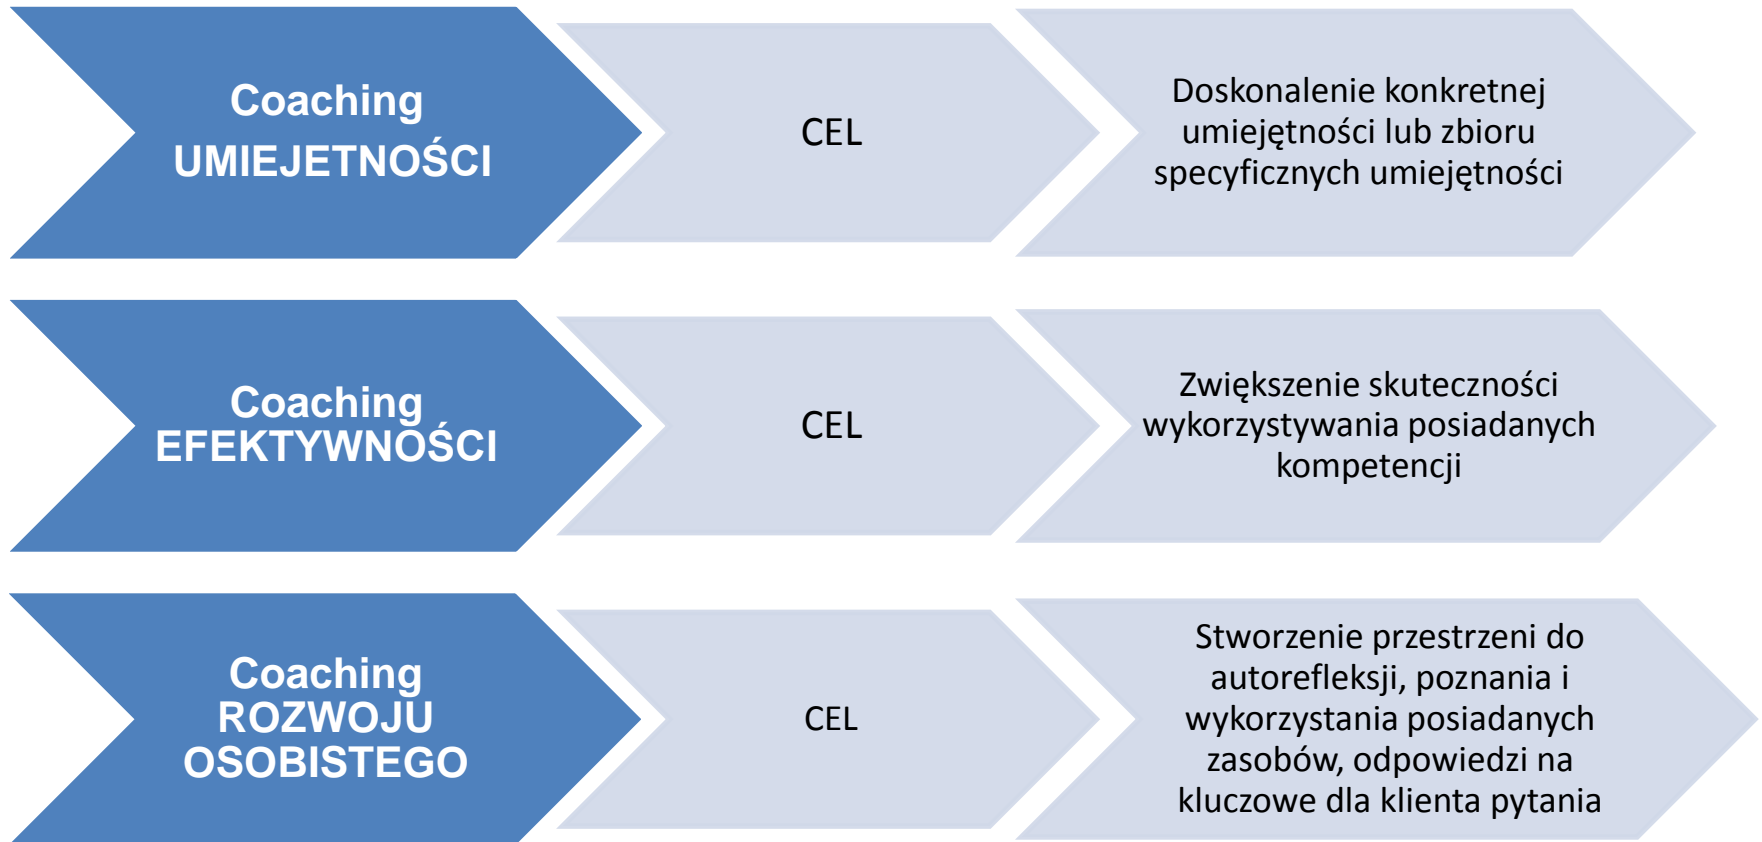 Coaching
UMIEJETNOŚCI
CEL
Doskonalenie konkretnej
umiejętności lub zbioru
specyficznych umiejętności
Coaching
EFEKTYWNOŚCI
CEL
Zwiększenie skuteczności
wykorzystywania posiadanych
kompetencji
Coaching
ROZWOJU
OSOBISTEGO
CEL
Stworzenie przestrzeni do
autorefleksji, poznania i
wykorzystania posiadanych
zasobów, odpowiedzi na
kluczowe dla klienta pytania